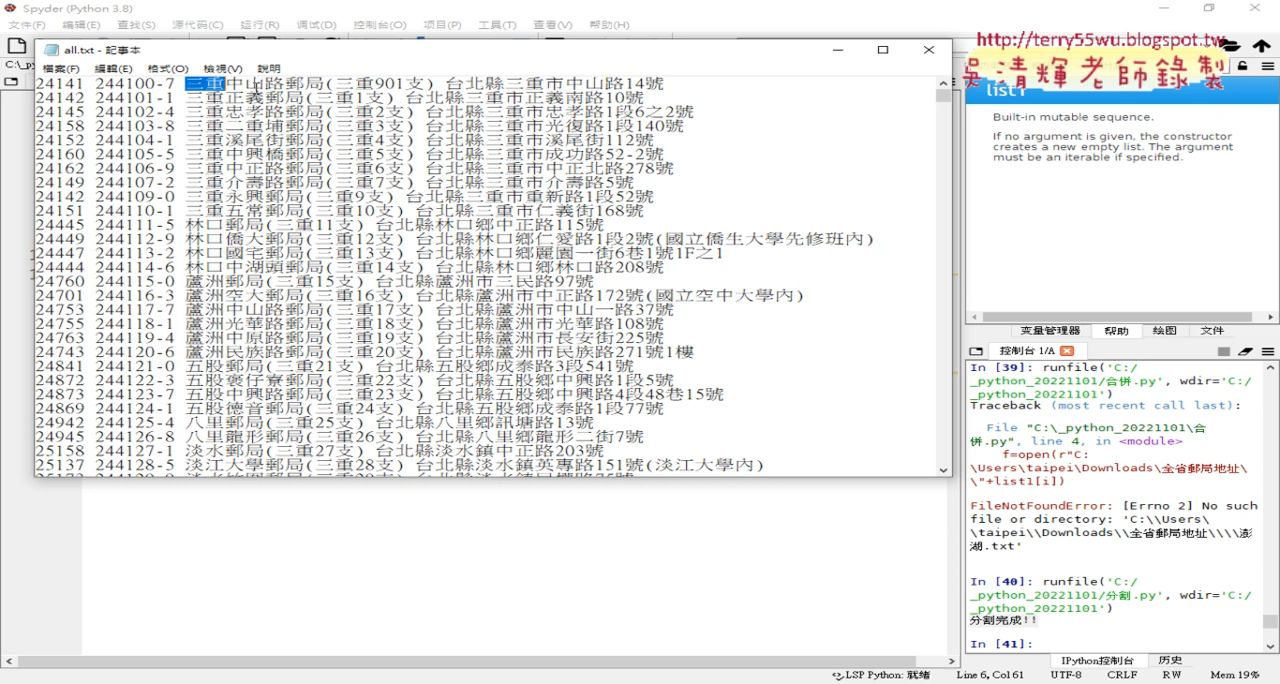 Spyder (Python 3.8)
文件(F) 编辑(E) 查找(S) 源代码(C) 运行(R) 调试(D) 控制台(O) 项目(P) 工具(T) 查看(V) 帮助(H)
http://terry55wu.blogspot.tw
吳清輝老師錄製
all.txt - 記事本
檔案(F) 編輯(E) 格式(O) 檢視(V) 說明
24141 244100-7 三重中山路郵局(三重901支) 台北縣三重市中山路14號
24142 244101-1 三重正義郵局(三重1支) 台北縣三重市正義南路10號
24145 244102-4 三重忠孝路郵局(三重2支) 台北縣三重市忠孝路1段6之2號
24158 244103-8 三重二重埔郵局(三重3支) 台北縣三重市光復路1段140號
24152 244104-1 三重溪尾街郵局(三重4支) 台北縣三重市溪尾街112號
24160 244105-5 三重中興橋郵局(三重5支) 台北縣三重市成功路52-2號
24162 244106-9 三重中正路郵局(三重6支) 台北縣三重市中正北路278號
24149 244107-2 三重介壽路郵局(三重7支) 台北縣三重市介壽路5號
24142 244109-0 三重永興郵局(三重9支) 台北縣三重市重新路1段52號
24151 244110-1 三重五常郵局(三重10支) 台北縣三重市仁義街168號
24445 244111-5 林口郵局(三重11支) 台北縣林口鄉中正路115號
24449 244112-9 林口僑大郵局(三重12支) 台北縣林口鄉仁愛路1段2號(國立僑生大學先修班內)
24447 244113-2 林口國宅郵局(三重13支) 台北縣林口鄉麗園一街6巷1號1F之1
24444 244114-6 林口中湖頭郵局(三重14支) 台北縣林口鄉林口路208號
24760 244115-0 蘆洲郵局(三重15支) 台北縣蘆洲市三民路97號
24701 244116-3 蘆洲空大郵局(三重16支) 台北縣蘆洲市中正路172號(國立空中大學內)
24753 244117-7 蘆洲中山路郵局(三重17支) 台北縣蘆洲市中山一路37號
24755 244118-1 蘆洲光華路郵局(三重18支) 台北縣蘆洲市光華路108號
24763 244119-4 蘆洲中原路郵局(三重19支) 台北縣蘆洲市長安街225號
24743 244120-6 蘆洲民族路郵局(三重20支) 台北縣蘆洲市民族路271號1樓
24841 244121-0 五股郵局(三重21支) 台北縣五股鄉成泰路3段541號
24872 244122-3 五股褒仔寮郵局(三重22支) 台北縣五股鄉中興路1段5號
24873 244123-7 五股中興路郵局(三重23支) 台北縣五股鄉中興路4段48巷15號
24869 244124-1 五股德音郵局(三重24支) 台北縣五股鄉成泰路1段77號
24942 244125-4 八里郵局(三重25支) 台北縣八里鄉訊塘路13號
24945 244126-8 八里龍形郵局(三重26支) 台北縣八里鄉龍形二街7號
25158 244127-1 淡水郵局(三重27支) 台北縣淡水鎮中正路203號
25137 244128-5 淡江大學郵局(三重28支) 台北縣淡水鎮英專路151號(淡江大學內)
list1
Built-in mutable sequence.
If no argument is given, the constructor
creates a new empty list. The argument
must be an iterable if specified.
变量管理器 帮助 绘图 文件
控制台 1/A
In [39]: runfile('C:/
_python_20221101/合併.py', wdir='C:/
_python_20221101')
Traceback (most recent call last):
File "C:\_python_20221101\合
併.py", line 4, in <module>
f=open(r"C:
\Users\taipei\Downloads\全省郵局地址\
\"+list1[i])
FileNotFoundError: [Errno 2] No such
file or directory: 'C:\\Users\
\taipei\\Downloads\\全省郵局地址\\\\澎
湖.txt'
In [40]: runfile('C:/
_python_20221101/分割.py', wdir='C:/
_python_20221101')
分割完成!!
In [41]:
IPython控制台 历史
LSP Python: 就绪 Line 6, Col 61 UTF-8 CRLF RW Mem 19%